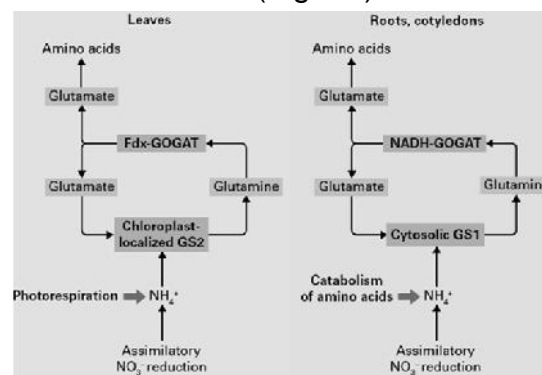 Leaves
Amino acids
Glutamate
Fdx-GOGAT
Glutamate
Glutamine
Chloroplast-
localized GS2
Photorespiration
NH₄⁺
Assimilatory
NO₃⁻ reduction
Roots, cotyledons
Amino acids
Glutamate
NADH-GOGAT
Glutamate
Glutamin
Cytosolic GS1
Catabolism
of amino acids
NH₄⁺
Assimilatory
NO₃⁻ reduction